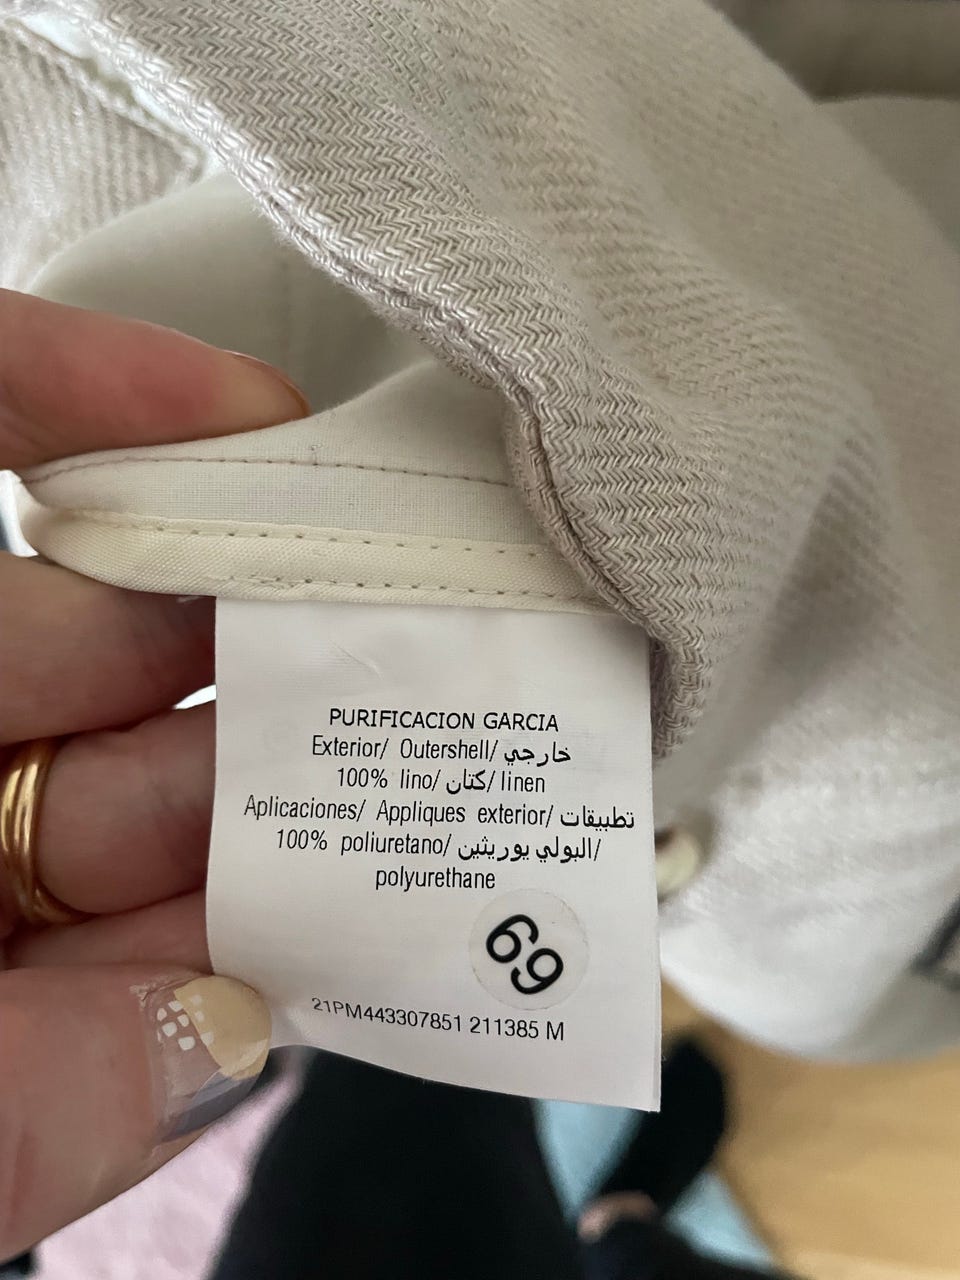 PURIFICACION GARCIA
Exterior/ Outershell/ خارجي
100% lino/ كتان/ linen
Aplicaciones/ Appliques exterior/ تطبيقات
100% poliuretano/ البولي يوريثين/
polyurethane
69
21PM443307851 211385 M